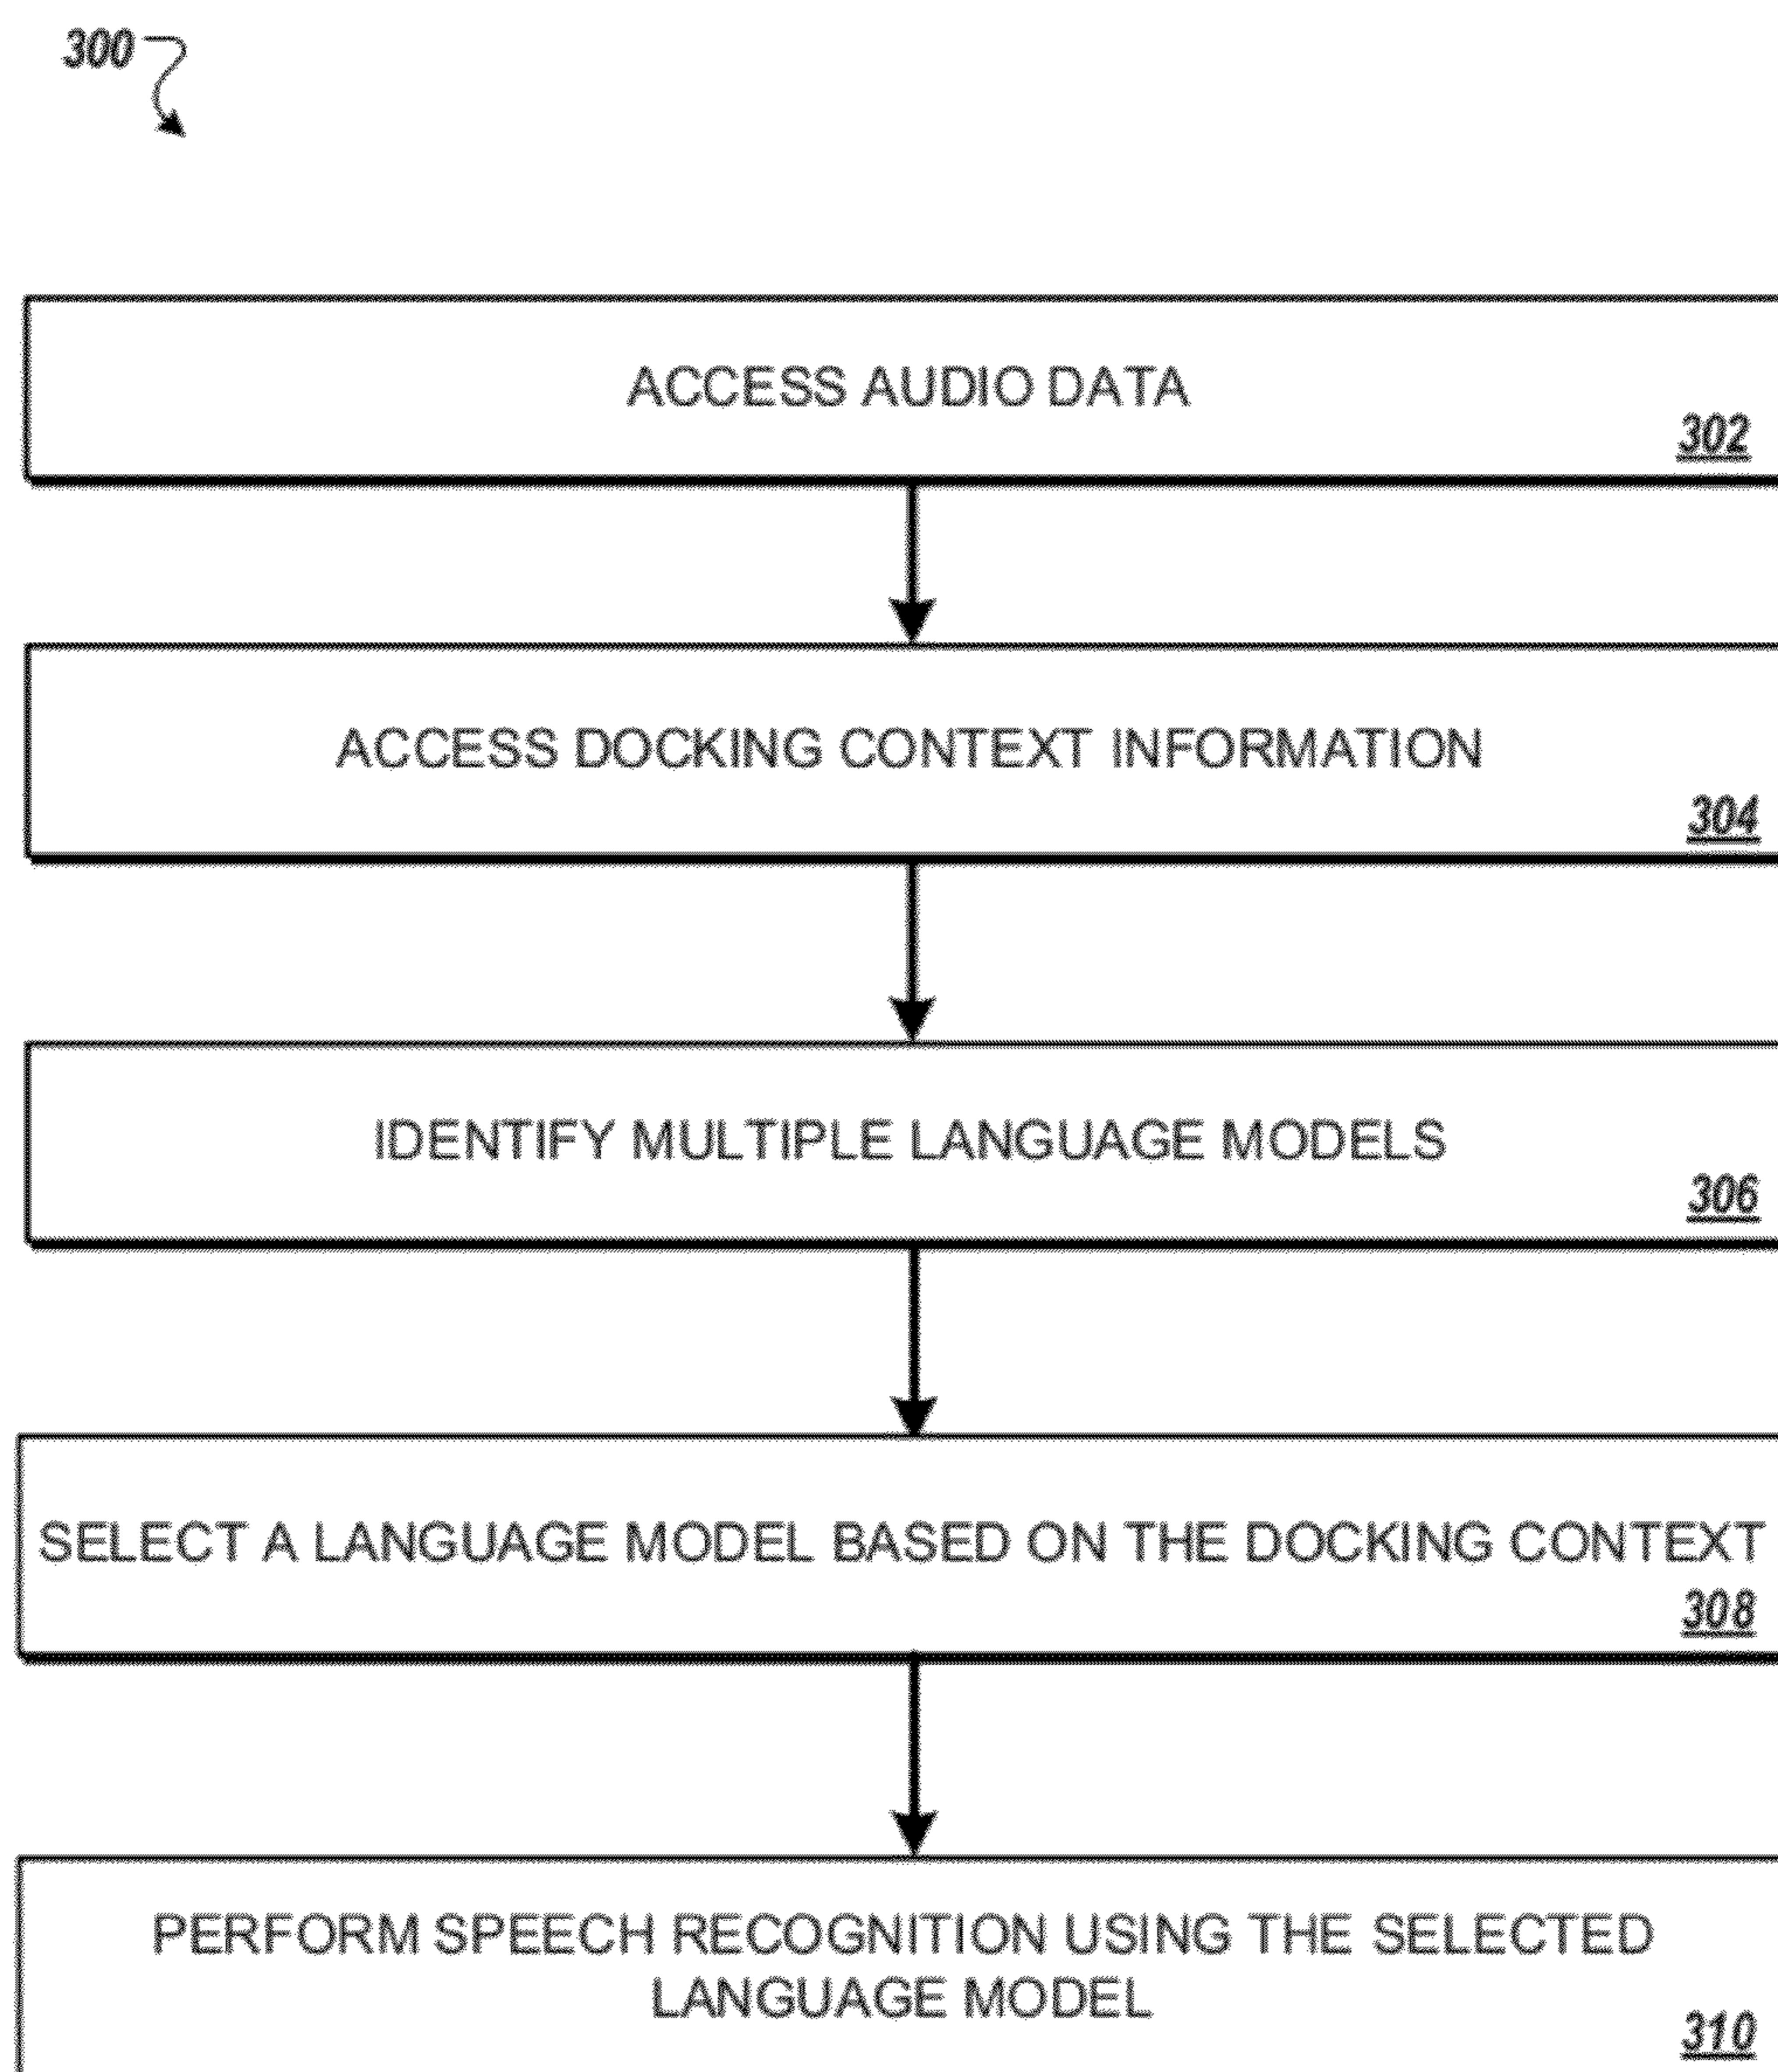 300
ACCESS AUDIO DATA
302
ACCESS DOCKING CONTEXT INFORMATION
304
IDENTIFY MULTIPLE LANGUAGE MODELS
306
SELECT A LANGUAGE MODEL BASED ON THE DOCKING CONTEXT
308
PERFORM SPEECH RECOGNITION USING THE SELECTED
LANGUAGE MODEL
310